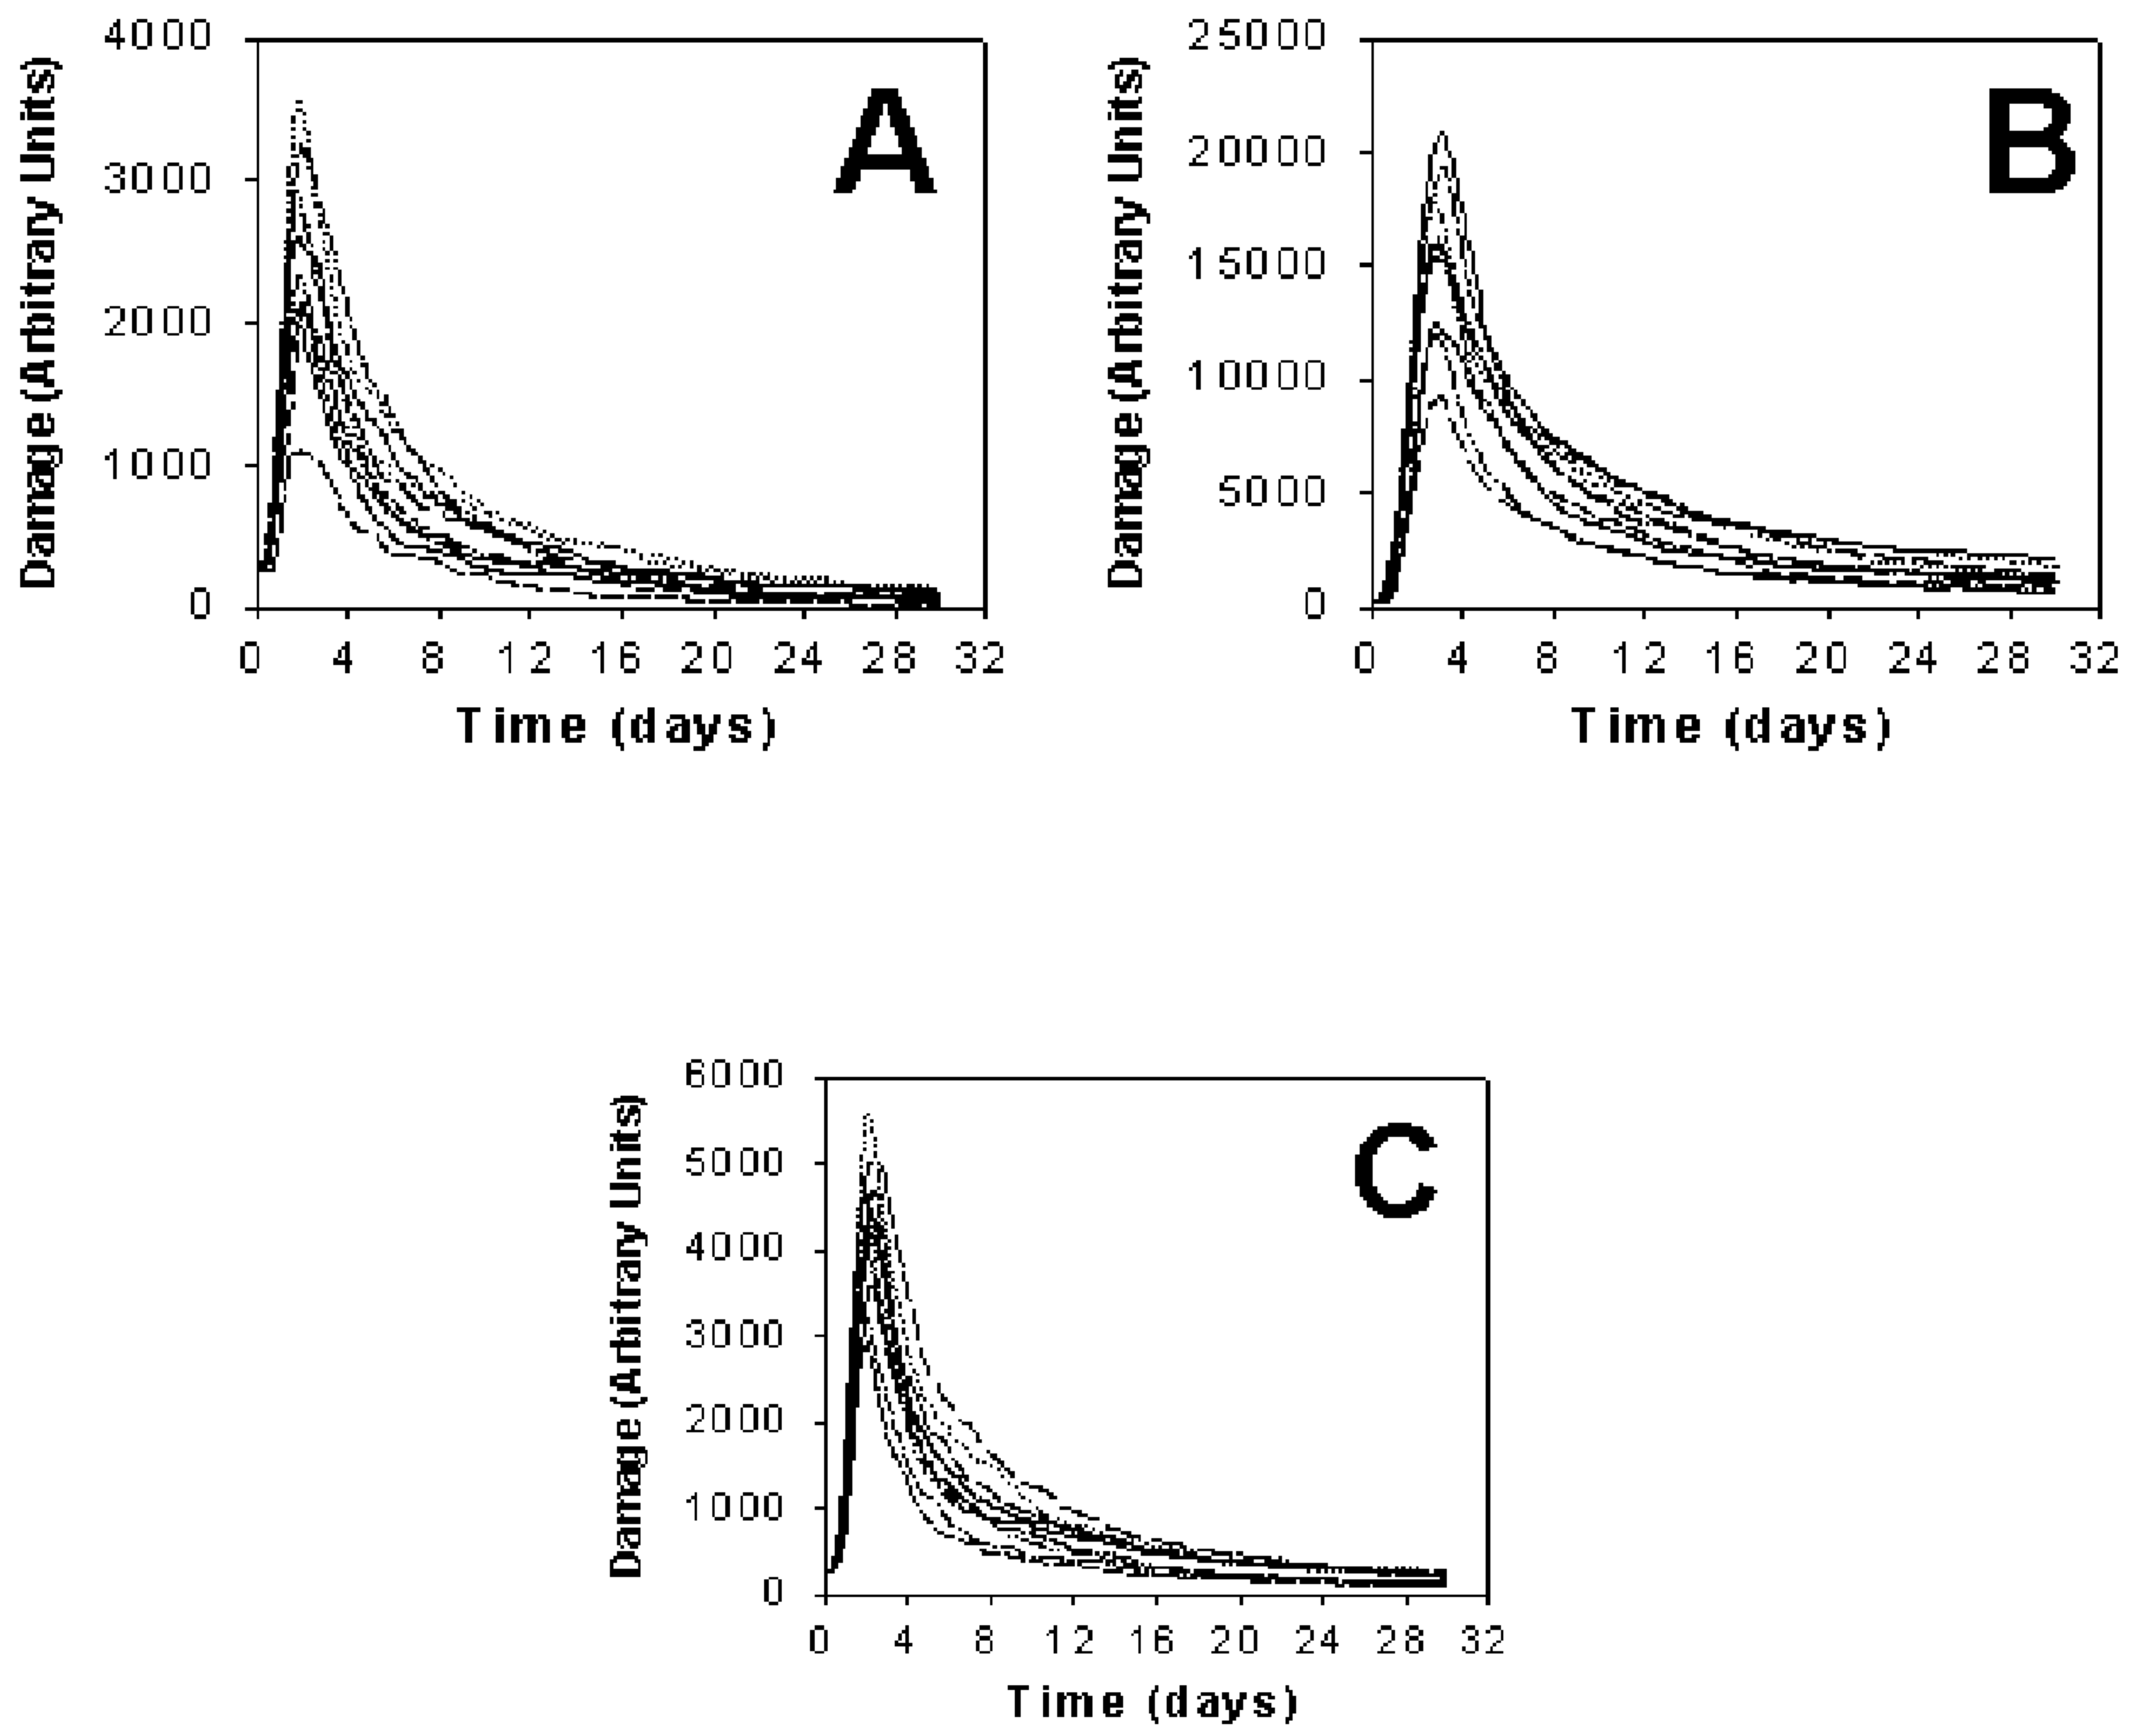 A
Damage (Arbitrary Units)
4000
3000
2000
1000
0
0 4 8 12 16 20 24 28 32
Time (days)
B
Damage (Arbitrary Units)
25000
20000
15000
10000
5000
0
0 4 8 12 16 20 24 28 32
Time (days)
C
Damage (Arbitrary Units)
6000
5000
4000
3000
2000
1000
0
0 4 8 12 16 20 24 28 32
Time (days)